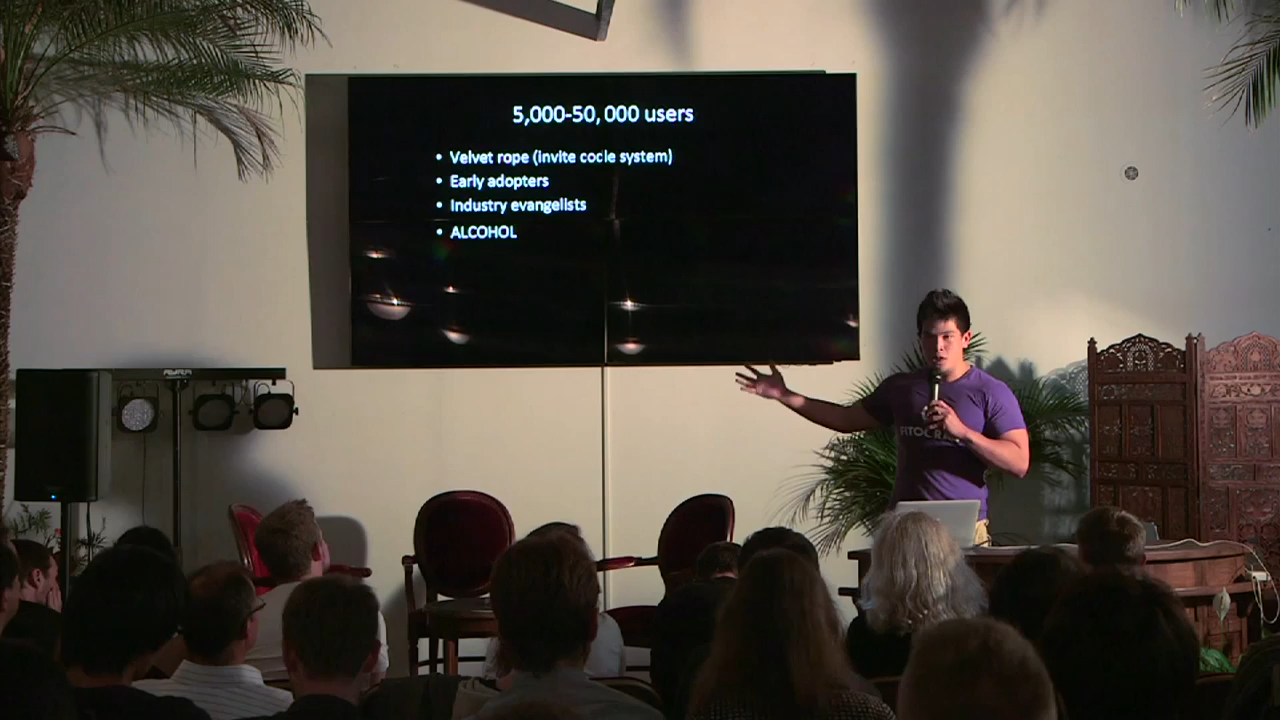 5,000-50,000 users
• Velvet rope (invite code system)
• Early adopters
• Industry evangelists
• ALCOHOL